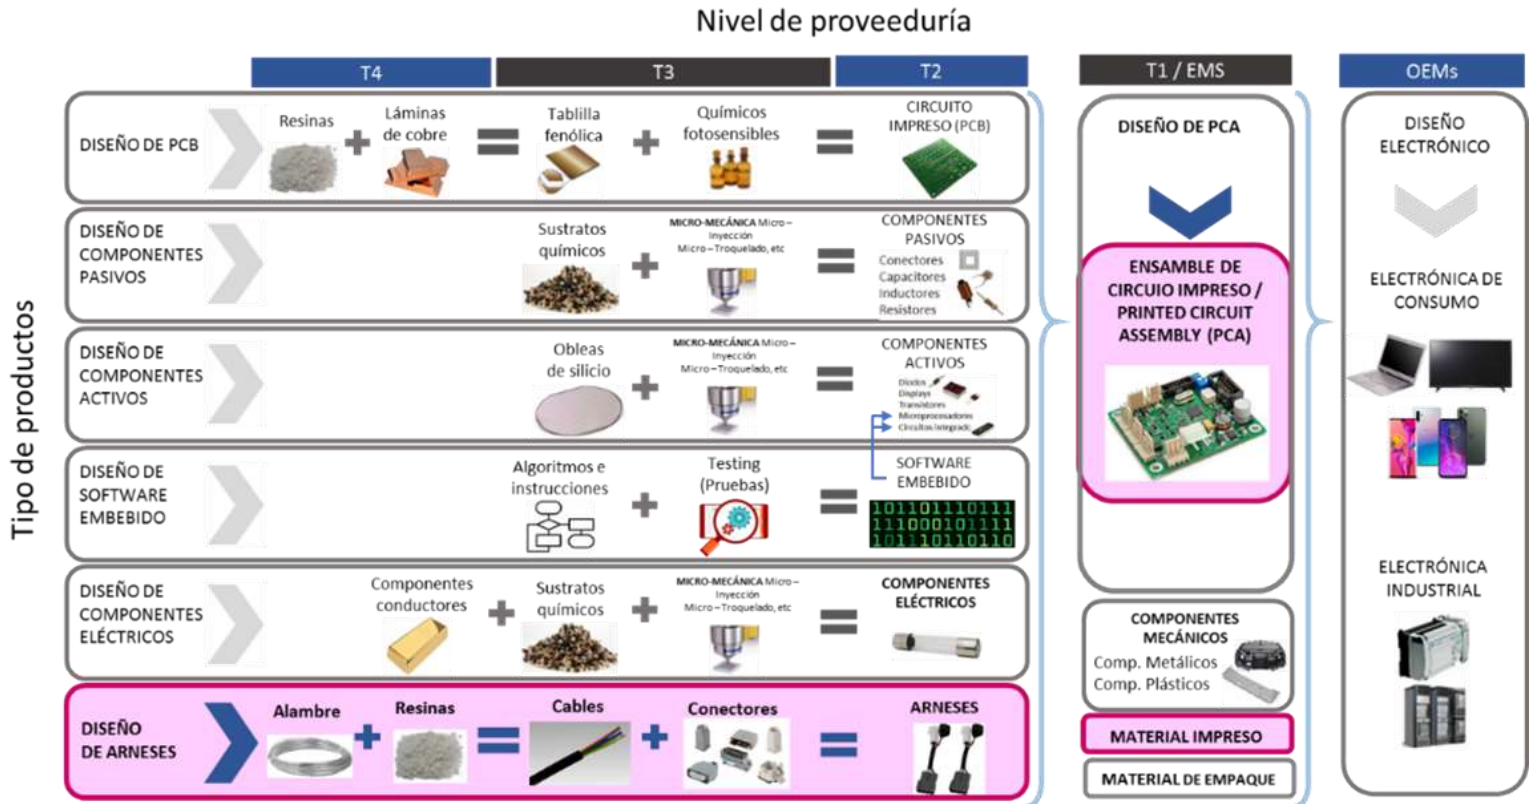 Nivel de proveeduría
T4
T3
T2
T1 / EMS
OEMs
Tipo de productos
DISEÑO DE PCB
Resinas
Láminas
de cobre
Tablilla
fenólica
Químicos
fotosensibles
CIRCUITO
IMPRESO (PCB)
DISEÑO DE
COMPONENTES
PASIVOS
Sustratos
químicos
MICRO-MECÁNICA Micro –
Inyección
Micro – Troquelado, etc
COMPONENTES
PASIVOS
Conectores
Capacitores
Inductores
Resistores
DISEÑO DE
COMPONENTES
ACTIVOS
Obleas
de silicio
MICRO-MECÁNICA Micro –
Inyección
Micro – Troquelado, etc
COMPONENTES
ACTIVOS
Diodos
Displays
Transistores
Microprocesadores
Circuitos integrado
DISEÑO DE
SOFTWARE
EMBEBIDO
Algoritmos e
instrucciones
Testing
(Pruebas)
SOFTWARE
EMBEBIDO
101101110111
111000101111
101110110110
DISEÑO DE
COMPONENTES
ELÉCTRICOS
Componentes
conductores
Sustratos
químicos
MICRO-MECÁNICA Micro –
Inyección
Micro – Troquelado, etc
COMPONENTES
ELÉCTRICOS
DISEÑO
DE ARNESES
Alambre
Resinas
Cables
Conectores
ARNESES
DISEÑO DE PCA
ENSAMBLE DE
CIRCUIO IMPRESO /
PRINTED CIRCUIT
ASSEMBLY (PCA)
COMPONENTES
MECÁNICOS
Comp. Metálicos
Comp. Plásticos
MATERIAL IMPRESO
MATERIAL DE EMPAQUE
DISEÑO
ELECTRÓNICO
ELECTRÓNICA DE
CONSUMO
ELECTRÓNICA
INDUSTRIAL